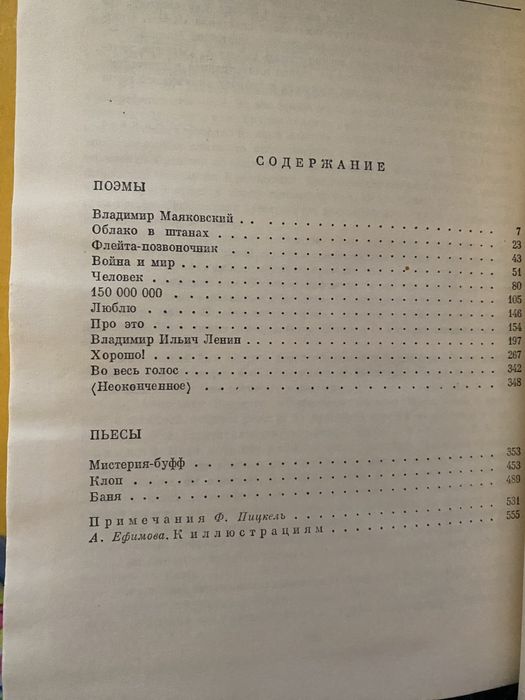 СОДЕРЖАНИЕ
ПОЭМЫ
Владимир Маяковский . . . . . . . . . . . . . . . . . . 7
Облако в штанах . . . . . . . . . . . . . . . . . . 23
Флейта-позвоночник . . . . . . . . . . . . . . . . . . 43
Война и мир . . . . . . . . . . . . . . . . . . 51
Человек . . . . . . . . . . . . . . . . . . 80
150 000 000 . . . . . . . . . . . . . . . . . . 105
Люблю . . . . . . . . . . . . . . . . . . 146
Про это . . . . . . . . . . . . . . . . . . 154
Владимир Ильич Ленин . . . . . . . . . . . . . . . . . . 197
Хорошо! . . . . . . . . . . . . . . . . . . 267
Во весь голос . . . . . . . . . . . . . . . . . . 342
⟨Неоконченное⟩ . . . . . . . . . . . . . . . . . . 348
ПЬЕСЫ
Мистерия-буфф . . . . . . . . . . . . . . . . . . 353
Клоп . . . . . . . . . . . . . . . . . . 453
Баня . . . . . . . . . . . . . . . . . . 489
Примечания Ф. Пицкель . . . . . . . . . . . . . . 531
А. Ефимова. К иллюстрациям . . . . . . . . . . . . 555